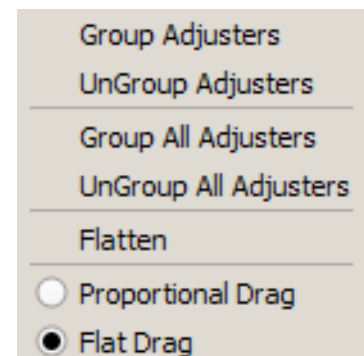 Group Adjusters
UnGroup Adjusters
Group All Adjusters
UnGroup All Adjusters
Flatten
Proportional Drag
Flat Drag